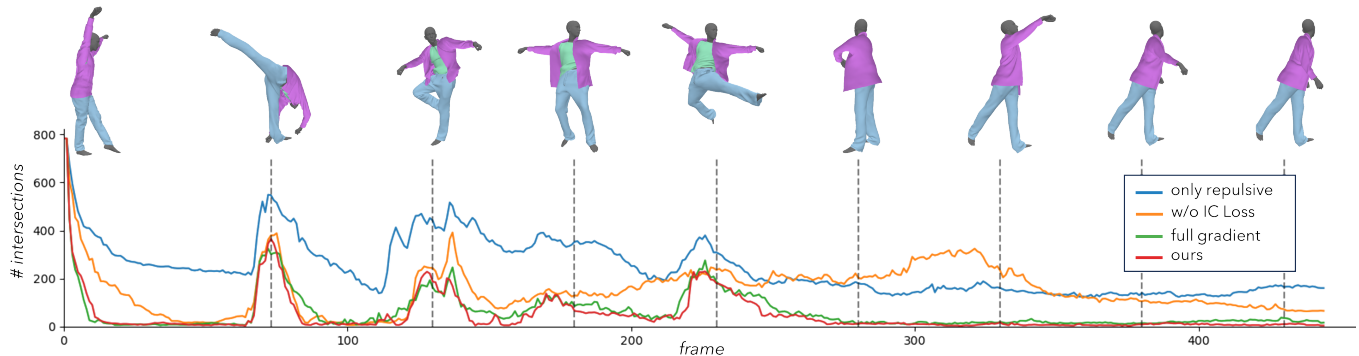 800
600
400
200
0
# intersections
0
100
200
300
400
frame
only repulsive
w/o IC Loss
full gradient
ours